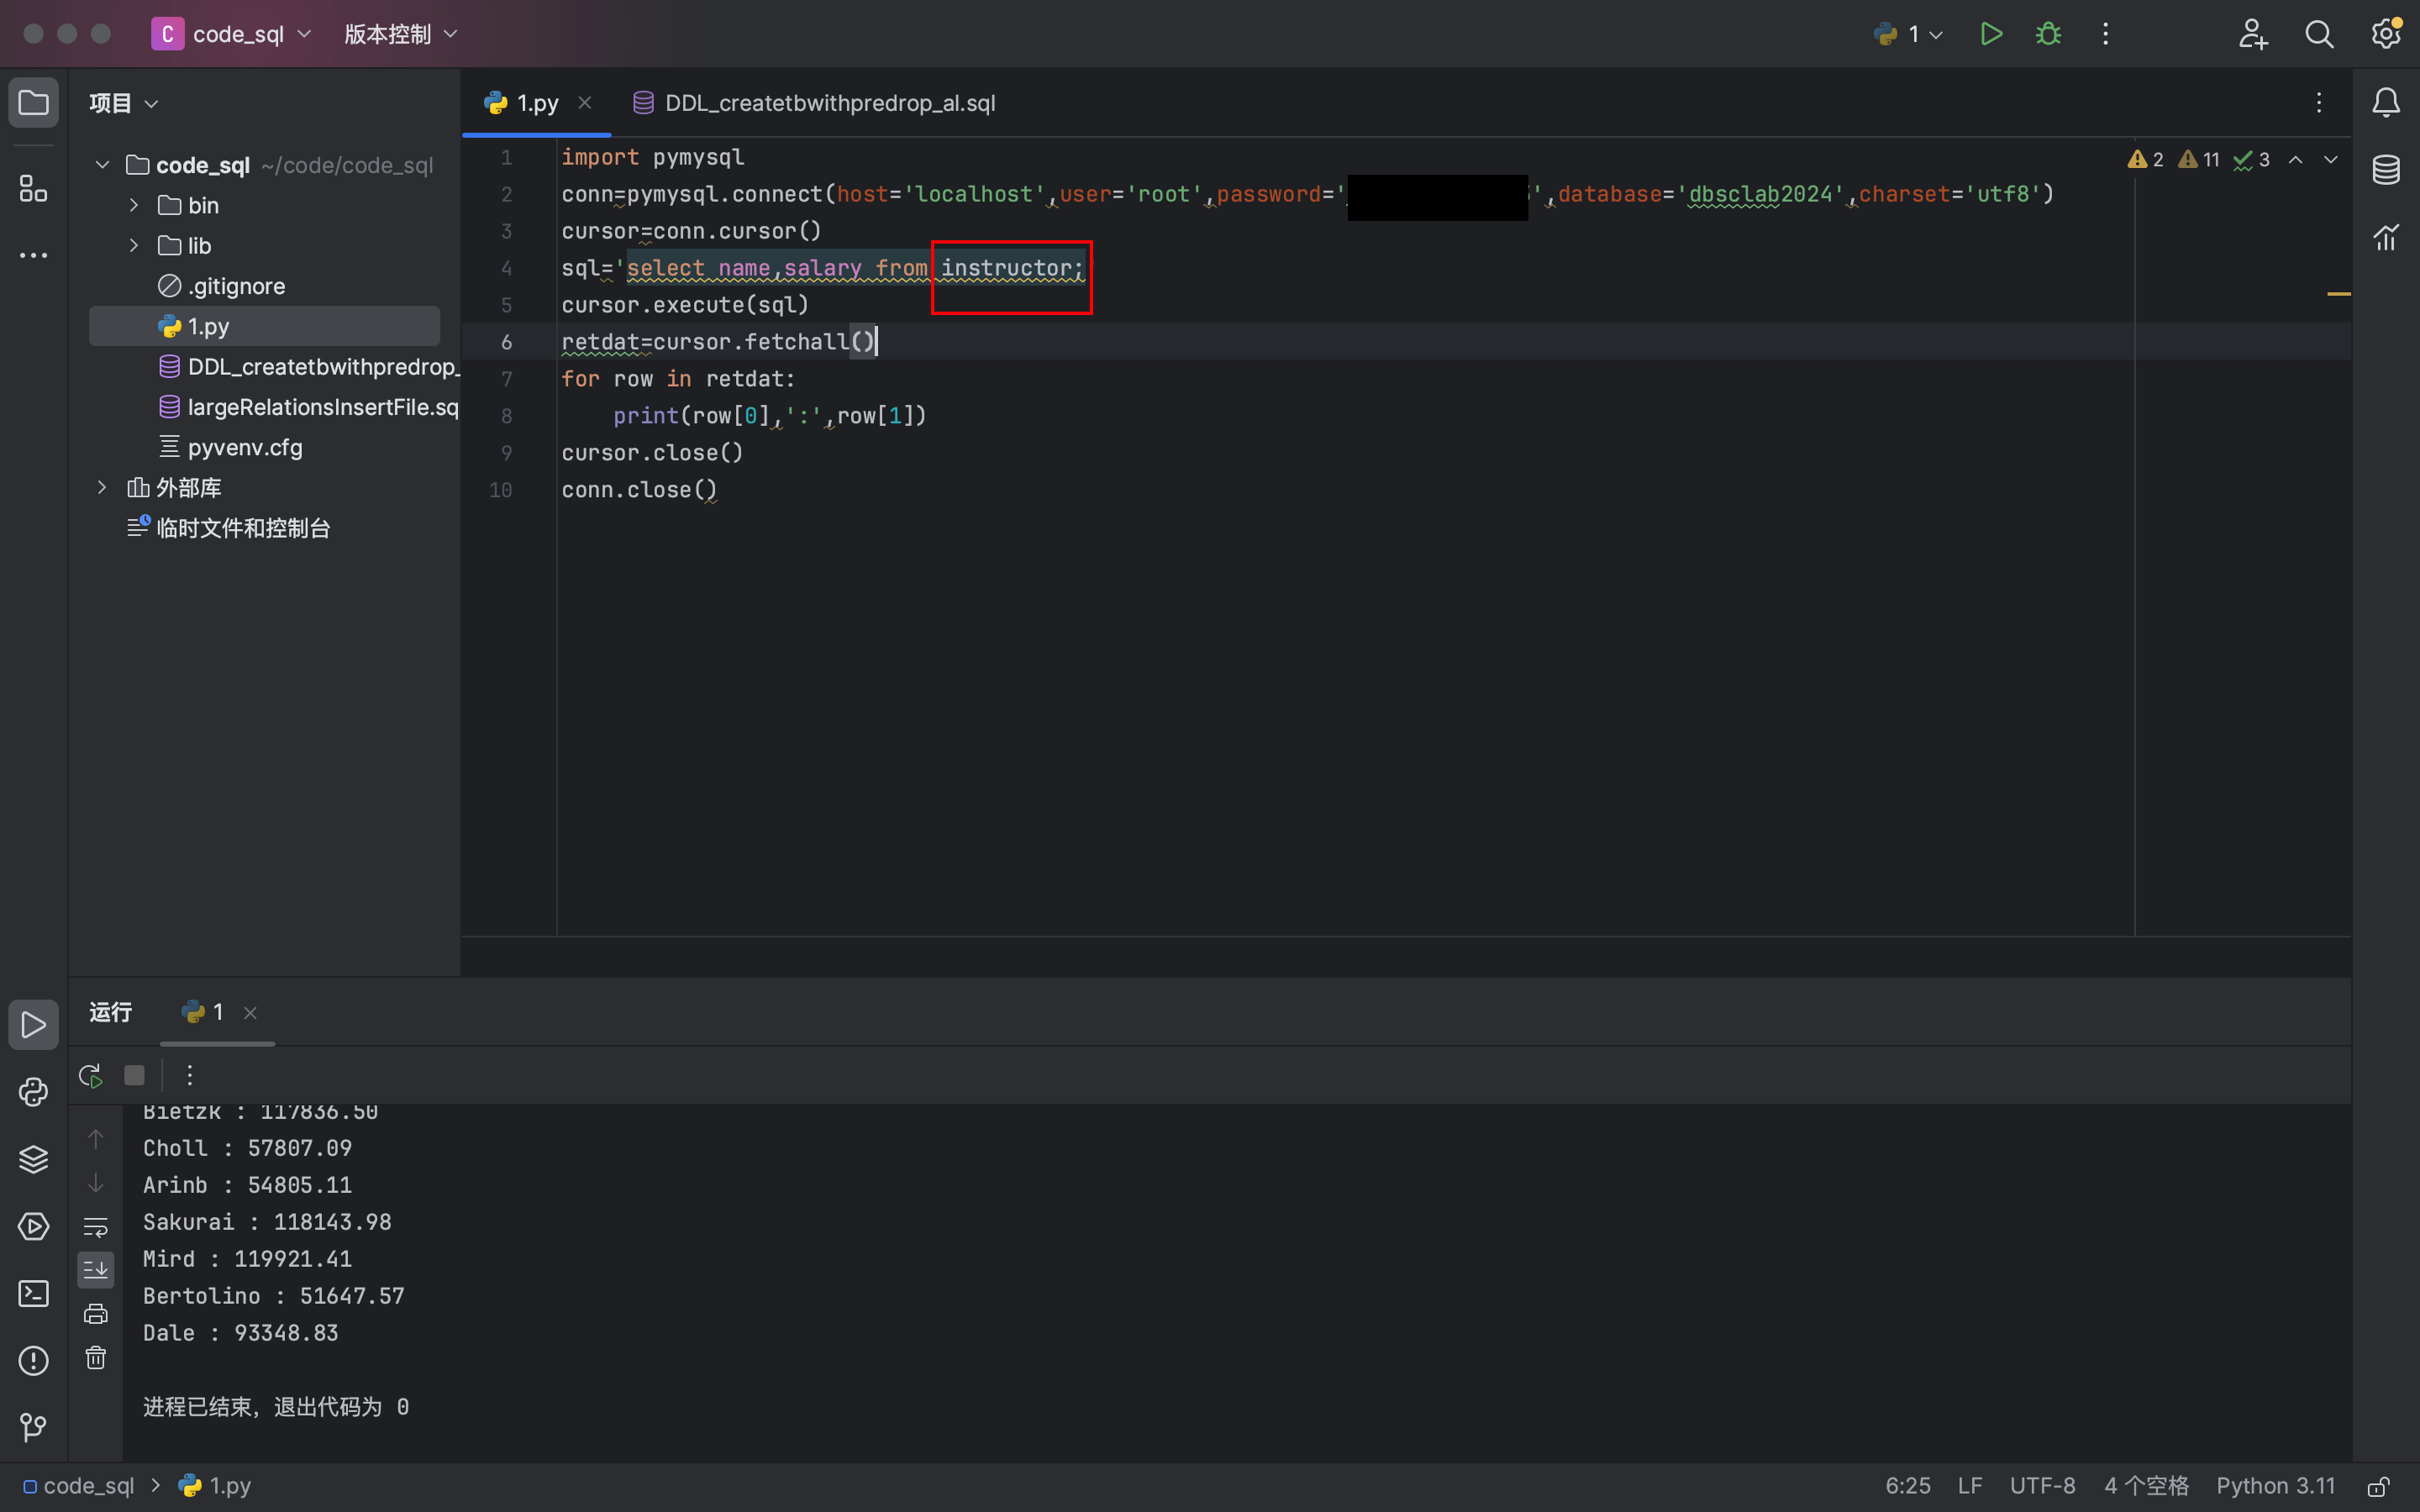 C code_sql 版本控制 1
项目
1.py DDL_createtbwithpredrop_al.sql
code_sql ~/code/code_sql
bin
lib
.gitignore
1.py
DDL_createtbwithpredrop_
largeRelationsInsertFile.sq
pyvenv.cfg
外部库
临时文件和控制台
2 11 3
1 import pymysql
2 conn=pymysql.connect(host='localhost',user='root',password=' ',database='dbsclab2024',charset='utf8')
3 cursor=conn.cursor()
4 sql='select name,salary from instructor;
5 cursor.execute(sql)
6 retdat=cursor.fetchall()
7 for row in retdat:
8 print(row[0],':',row[1])
9 cursor.close()
10 conn.close()
运行 1
Bietzk : 117836.50
Choll : 57807.09
Arinb : 54805.11
Sakurai : 118143.98
Mird : 119921.41
Bertolino : 51647.57
Dale : 93348.83
进程已结束，退出代码为 0
code_sql 1.py 6:25 LF UTF-8 4 个空格 Python 3.11